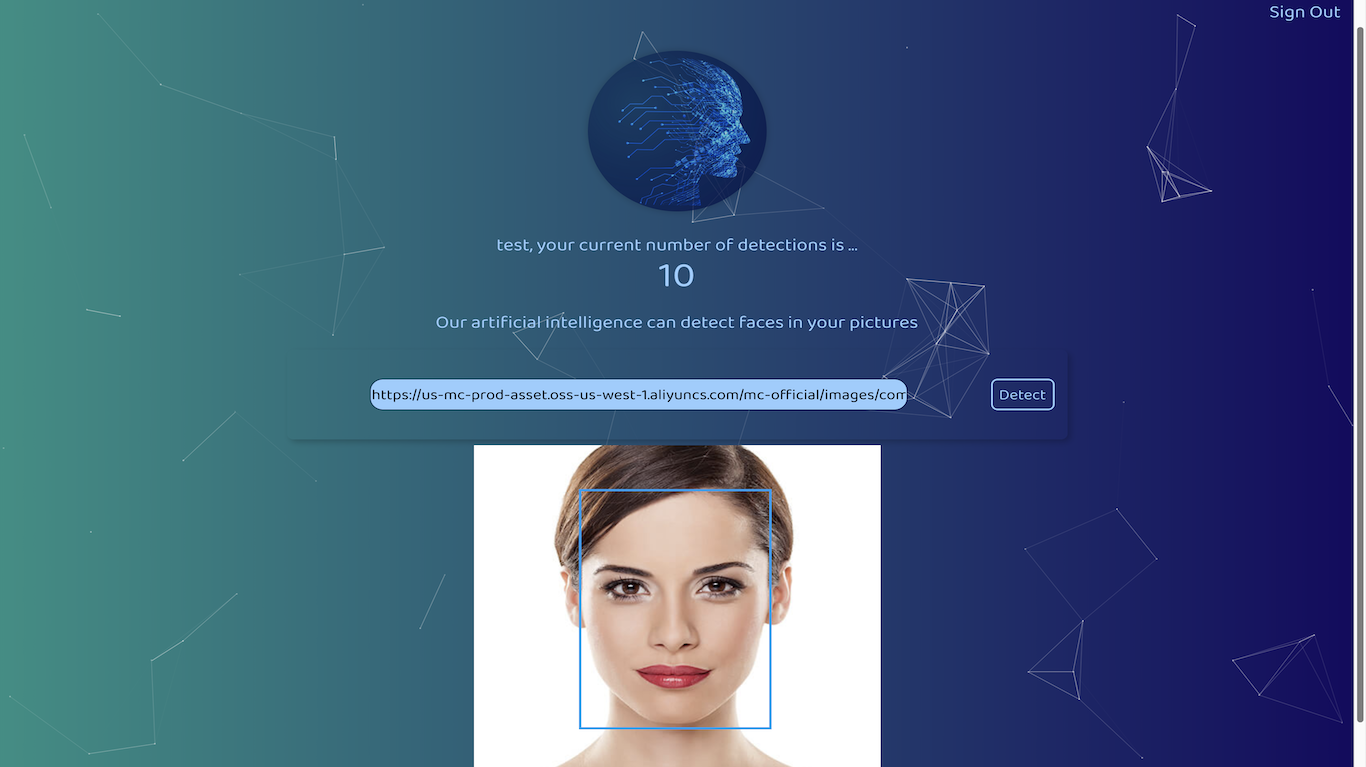 Sign Out
test, your current number of detections is ...
10
Our artificial intelligence can detect faces in your pictures
https://us-mc-prod-asset.oss-us-west-1.aliyuncs.com/mc-official/images/com
Detect